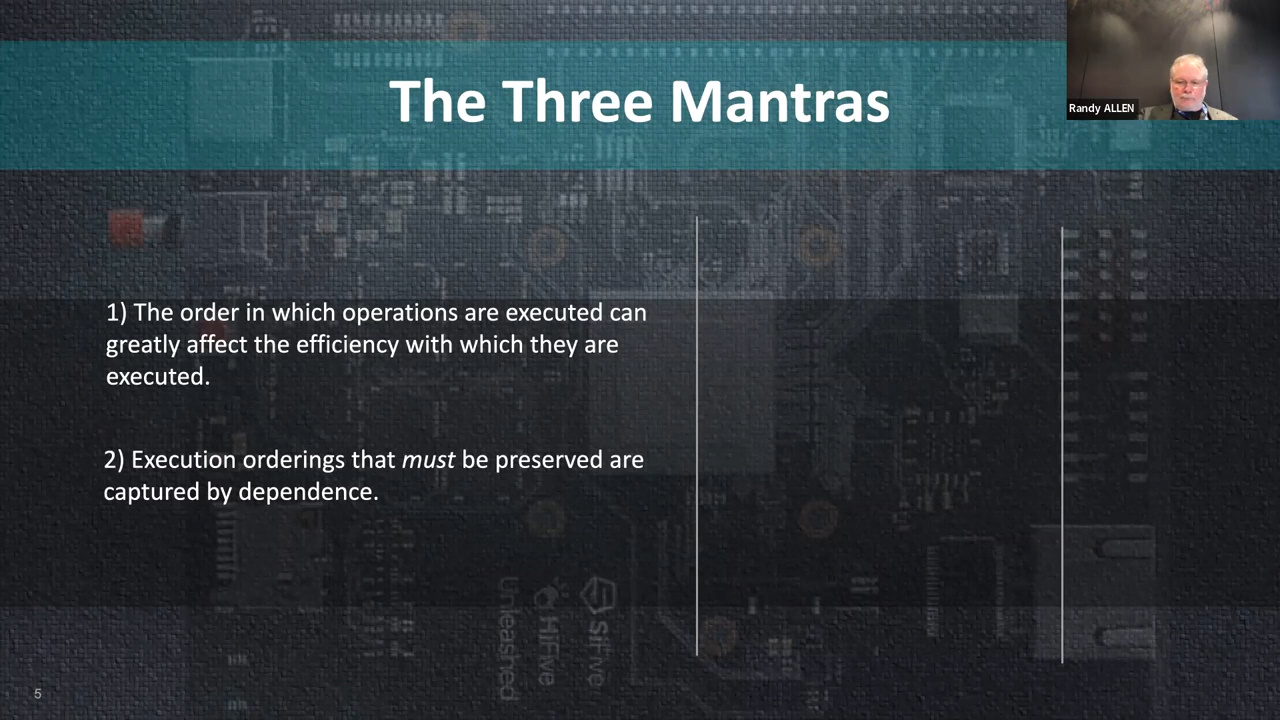 The Three Mantras
Randy ALLEN
1) The order in which operations are executed can
greatly affect the efficiency with which they are
executed.
2) Execution orderings that must be preserved are
captured by dependence.
SiFive
HiFive
Unleashed
5